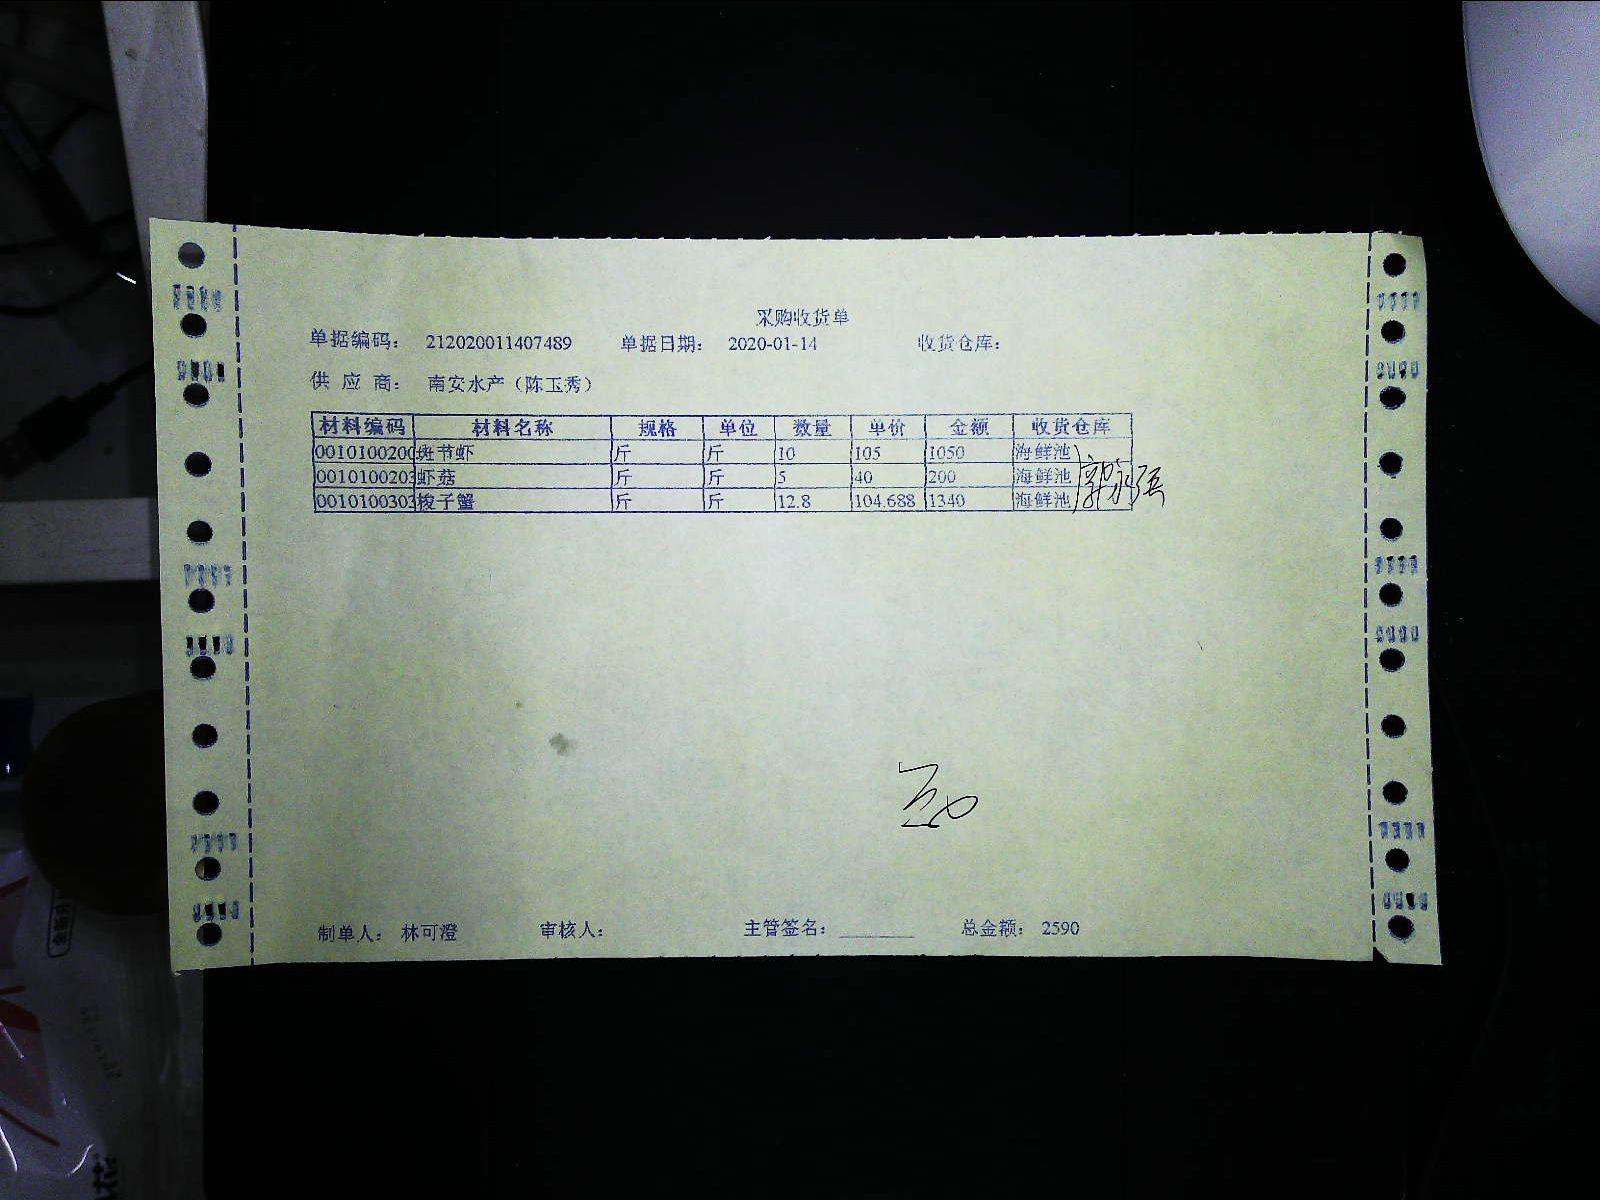 采购收货单
单据编码： 212020011407489 单据日期： 2020-01-14 收货仓库：
供 应 商： 南安水产（陈玉秀）
材料编码 材料名称 规格 单位 数量 单价 金额 收货仓库
0010100200 斑节虾 斤 斤 10 105 1050 海鲜池
0010100203 虾菇 斤 斤 5 40 200 海鲜池
0010100303 梭子蟹 斤 斤 12.8 104.688 1340 海鲜池
制单人： 林可澄 审核人： 主管签名： 总金额： 2590